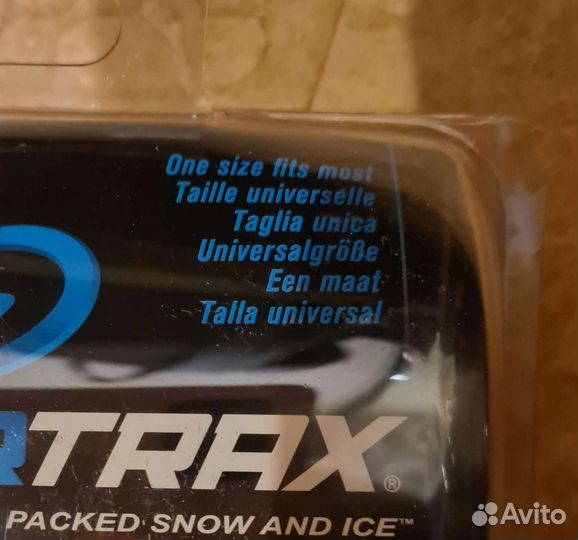 One size fits most
Taille universelle
Taglia unica
Universalgröße
Een maat
Talla universal
RTRAX®
PACKED SNOW AND ICE™
Avito